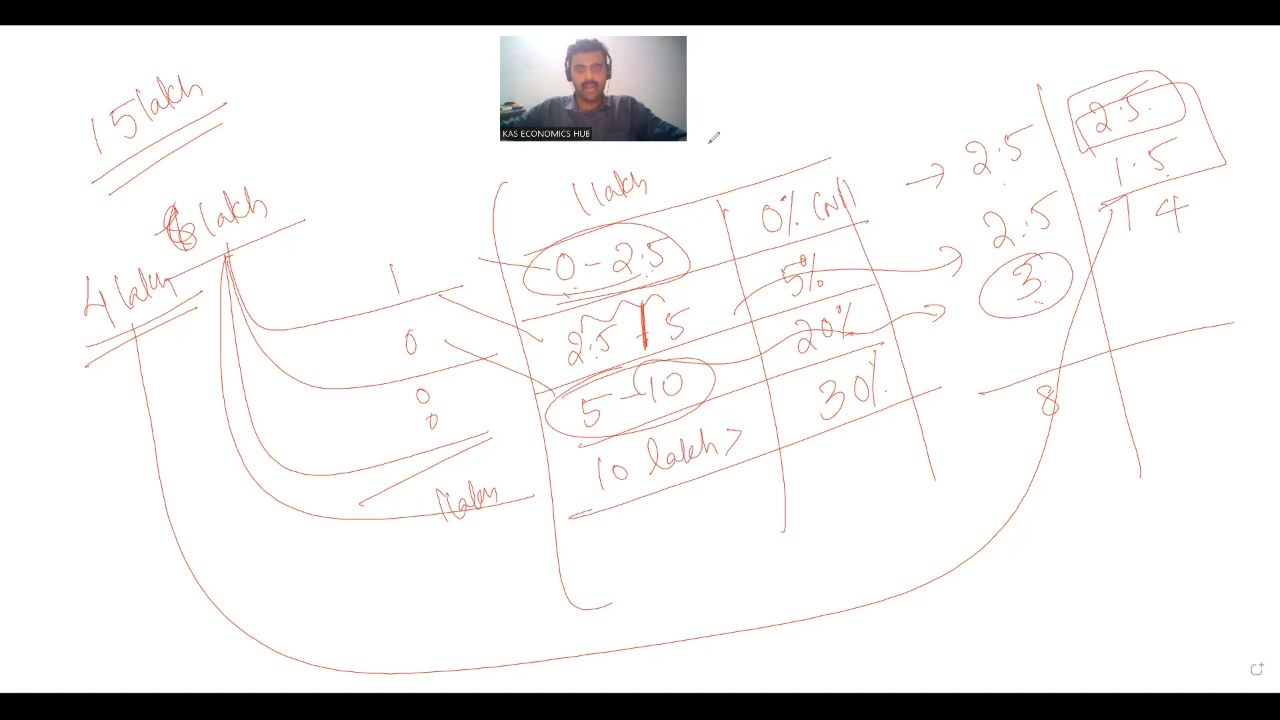 15 lakh
8 lakh
4 lakh
1
0
0
0
1 lakh
KAS ECONOMICS HUB
1 lakh
0 - 2.5 0% (Nil)
2.5 - 5 5%
5 - 10 20%
10 lakh > 30%
→ 2.5
2.5
3
8
2.5
1.5
4